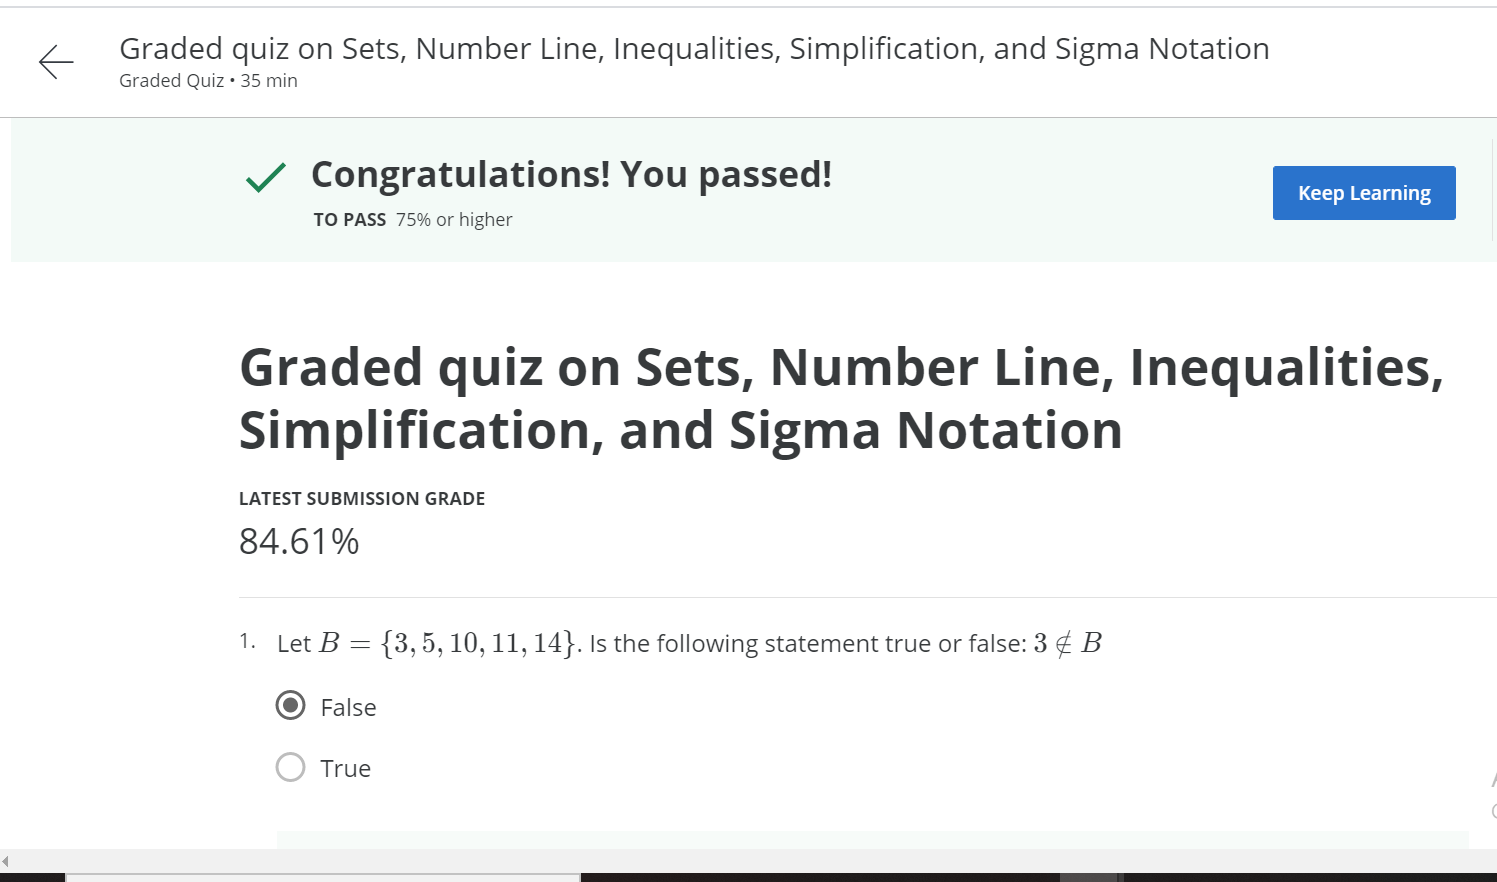 Graded quiz on Sets, Number Line, Inequalities, Simplification, and Sigma Notation
Graded Quiz • 35 min
Congratulations! You passed!
TO PASS 75% or higher
Keep Learning
Graded quiz on Sets, Number Line, Inequalities,
Simplification, and Sigma Notation
LATEST SUBMISSION GRADE
84.61%
1. Let B = {3, 5, 10, 11, 14}. Is the following statement true or false: 3 ∉ B
False
True